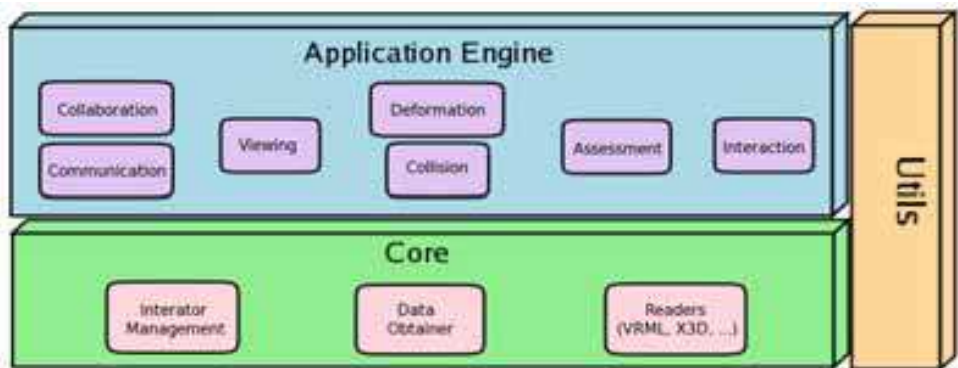 Application Engine
Collaboration
Communication
Viewing
Deformation
Collision
Assessment
Interaction
Core
Interator
Management
Data
Obtainer
Readers
(VRML, X3D, ...)
Utils